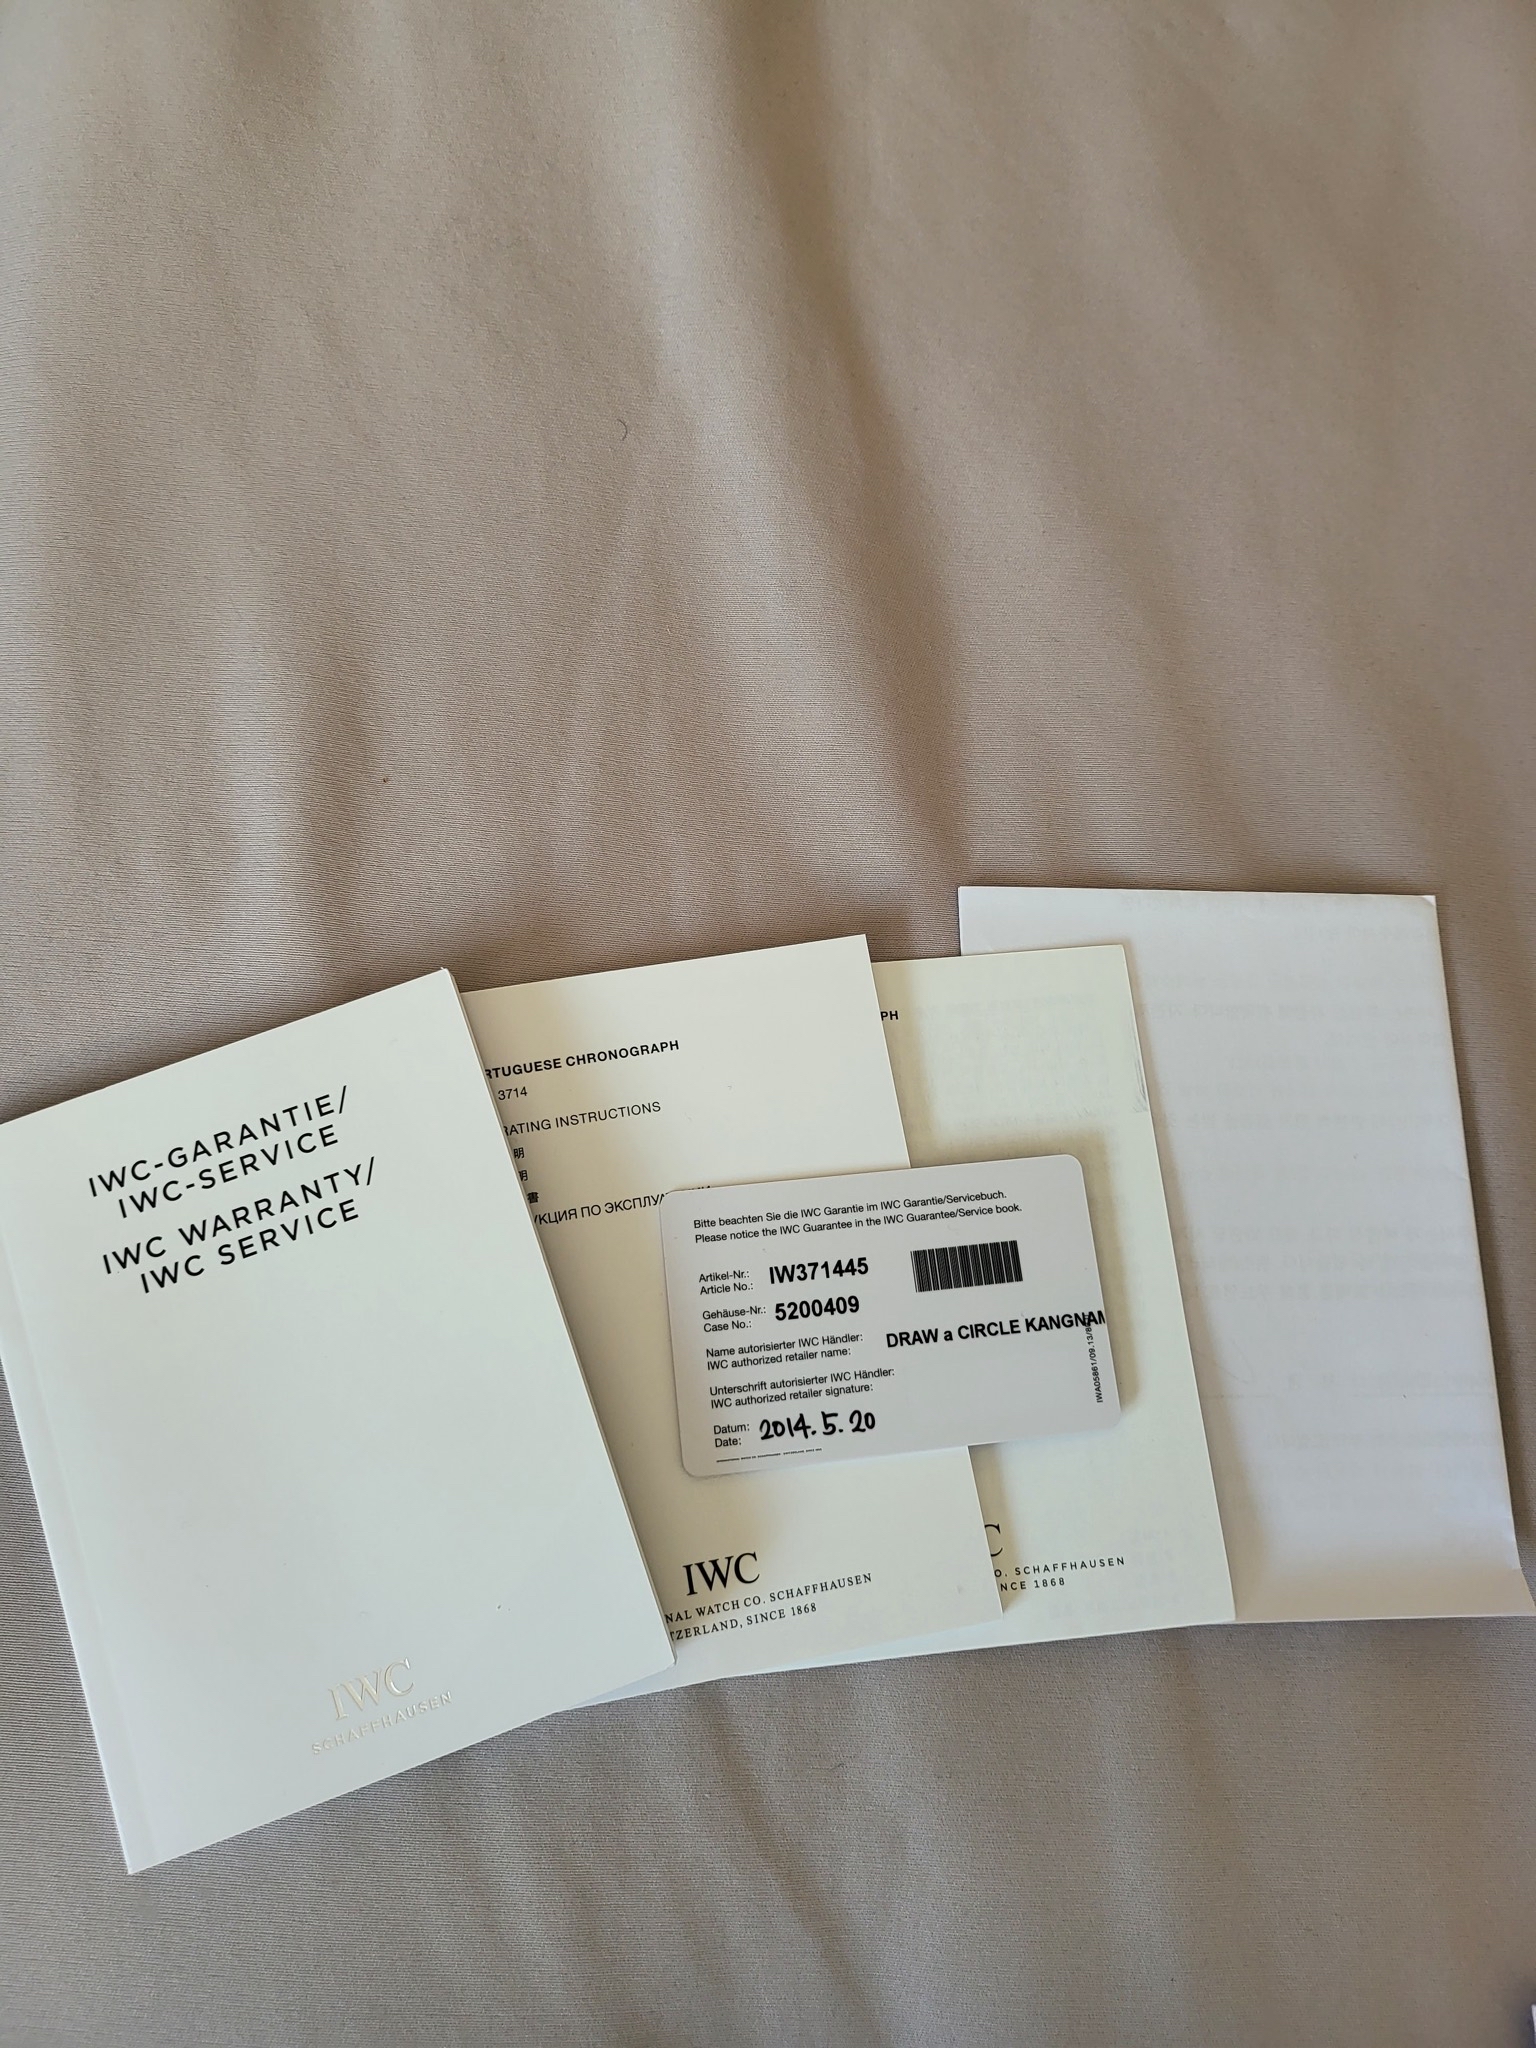 IWC-GARANTIE/
IWC-SERVICE
IWC WARRANTY/
IWC SERVICE
IWC
SCHAFFHAUSEN
RTUGUESE CHRONOGRAPH
3714
RATING INSTRUCTIONS
明
明
書
УКЦИЯ ПО
IWC
NAL WATCH CO. SCHAFFHAUSEN
TZERLAND, SINCE 1868
PH
C
O. SCHAFFHAUSEN
NCE 1868
Bitte beachten Sie die IWC Garantie im IWC Garantie/Servicebuch.
Please notice the IWC Guarantee in the IWC Guarantee/Service book.
Artikel-Nr.:
Article No.: IW371445
Gehäuse-Nr.:
Case No.: 5200409
Name autorisierter IWC Händler:
IWC authorized retailer name: DRAW a CIRCLE KANGNAM
Unterschrift autorisierter IWC Händler:
IWC authorized retailer signature:
Datum:
Date: 2014.5.20